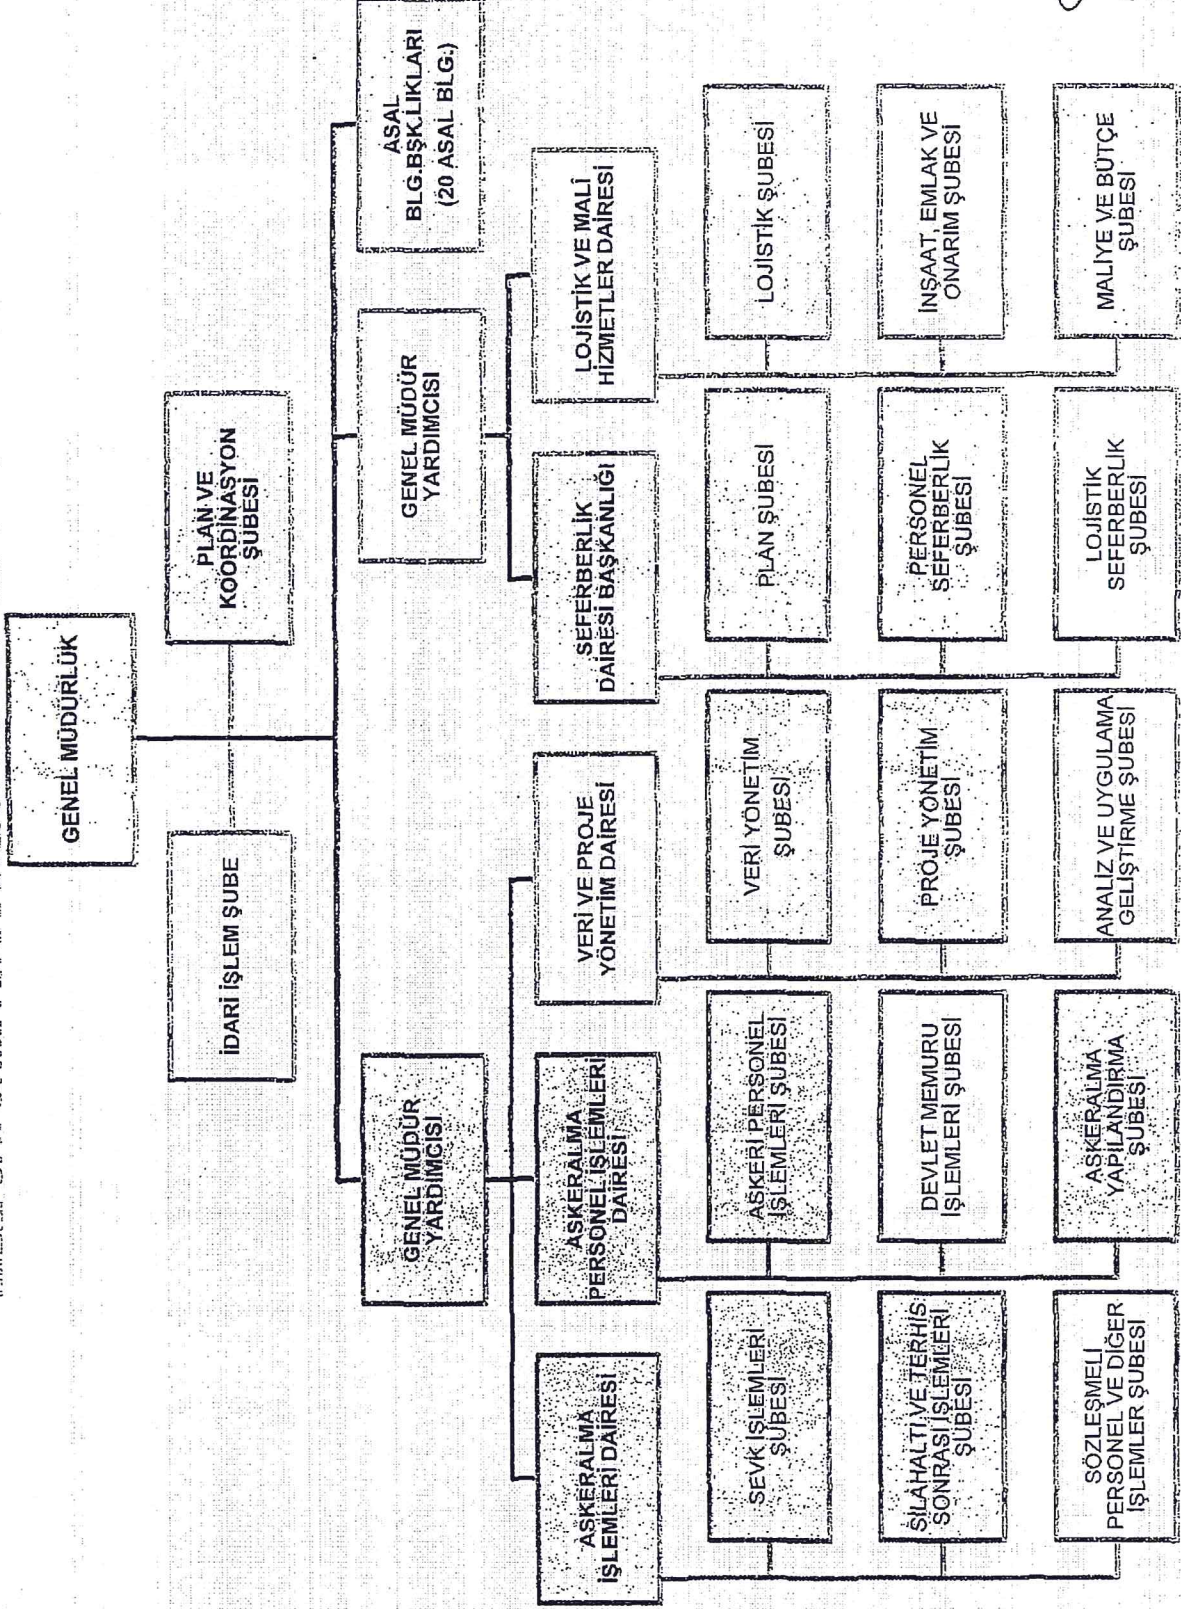 GENEL MÜDÜRLÜK
İDARİ İŞLEM ŞUBE
PLAN VE
KOORDİNASYON
ŞUBESİ
GENEL MÜDÜR
YARDIMCISI
GENEL MÜDÜR
YARDIMCISI
ASAL
BLG.BŞK.LIKLARI
(20 ASAL BLG.)
ASKERALMA
İŞLEMLERİ DAİRESİ
ASKERALMA
PERSONEL İŞLEMLERİ
DAİRESİ
VERİ VE PROJE
YÖNETİM DAİRESİ
SEFERBERLİK
DAİRESİ BAŞKANLIĞI
LOJİSTİK VE MALİ
HİZMETLER DAİRESİ
SEVK İŞLEMLERİ
ŞUBESİ
ASKERİ PERSONEL
İŞLEMLERİ ŞUBESİ
VERİ YÖNETİM
ŞUBESİ
PLAN ŞUBESİ
LOJİSTİK ŞUBESİ
SİLAHALTI VE TERHİS
SONRASI İŞLEMLERİ
ŞUBESİ
DEVLET MEMURU
İŞLEMLERİ ŞUBESİ
PROJE YÖNETİM
ŞUBESİ
PERSONEL
SEFERBERLİK
ŞUBESİ
İNŞAAT, EMLAK VE
ONARIM ŞUBESİ
SÖZLEŞMELİ
PERSONEL VE DİĞER
İŞLEMLER ŞUBESİ
ASKERALMA
YAPILANDIRMA
ŞUBESİ
ANALİZ VE UYGULAMA
GELİŞTİRME ŞUBESİ
LOJİSTİK
SEFERBERLİK
ŞUBESİ
MALİYE VE BÜTÇE
ŞUBESİ